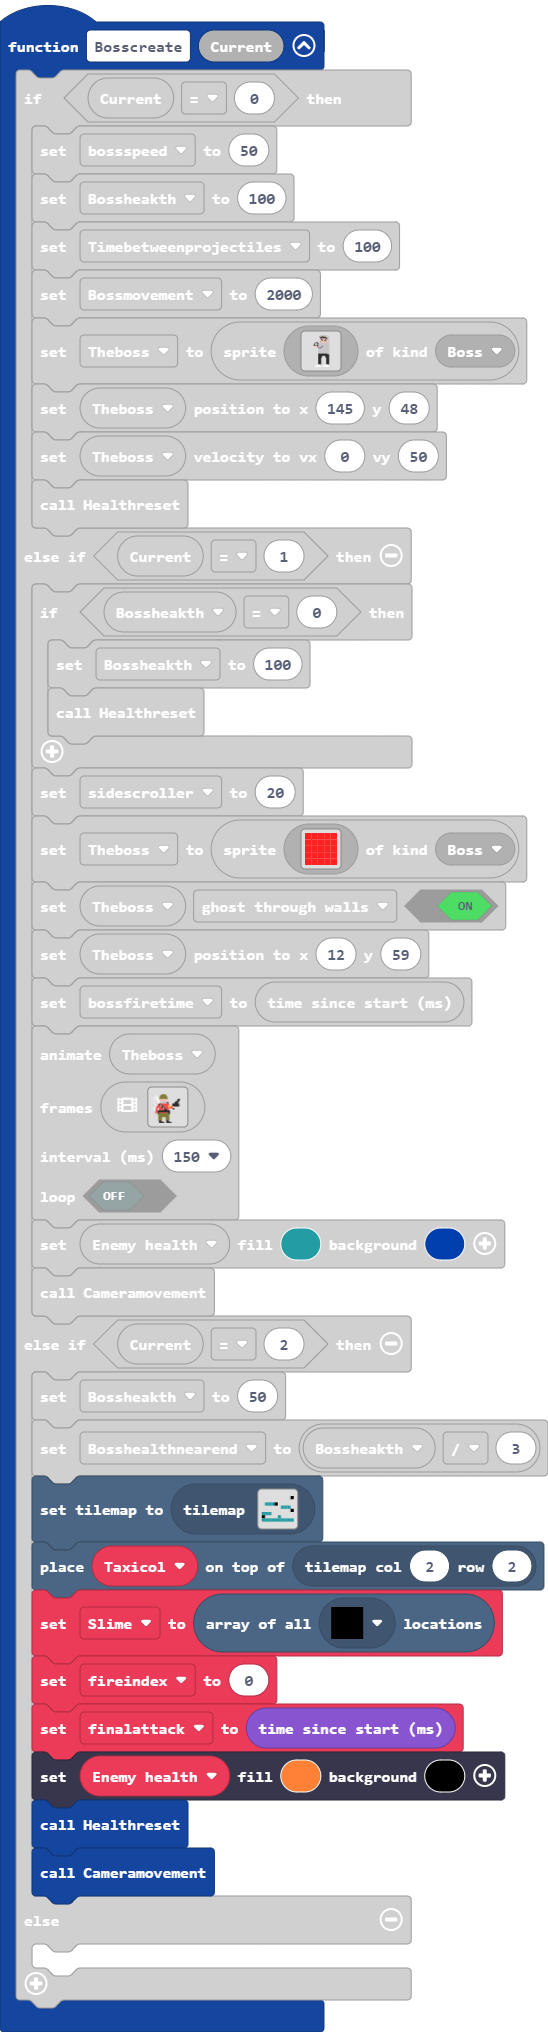 function Bosscreate Current
if Current = 0 then
set bossspeed to 50
set Bossheakth to 100
set Timebetweenprojectiles to 100
set Bossmovement to 2000
set Theboss to sprite of kind Boss
set Theboss position to x 145 y 48
set Theboss velocity to vx 0 vy 50
call Healthreset
else if Current = 1 then
if Bossheakth = 0 then
set Bossheakth to 100
call Healthreset
set sidescroller to 20
set Theboss to sprite of kind Boss
set Theboss ghost through walls ON
set Theboss position to x 12 y 59
set bossfiretime to time since start (ms)
animate Theboss
frames
interval (ms) 150
loop OFF
set Enemy health fill background
call Cameramovement
else if Current = 2 then
set Bossheakth to 50
set Bosshealthnearend to Bossheakth / 3
set tilemap to tilemap
place Taxicol on top of tilemap col 2 row 2
set Slime to array of all locations
set fireindex to 0
set finalattack to time since start (ms)
set Enemy health fill background
call Healthreset
call Cameramovement
else